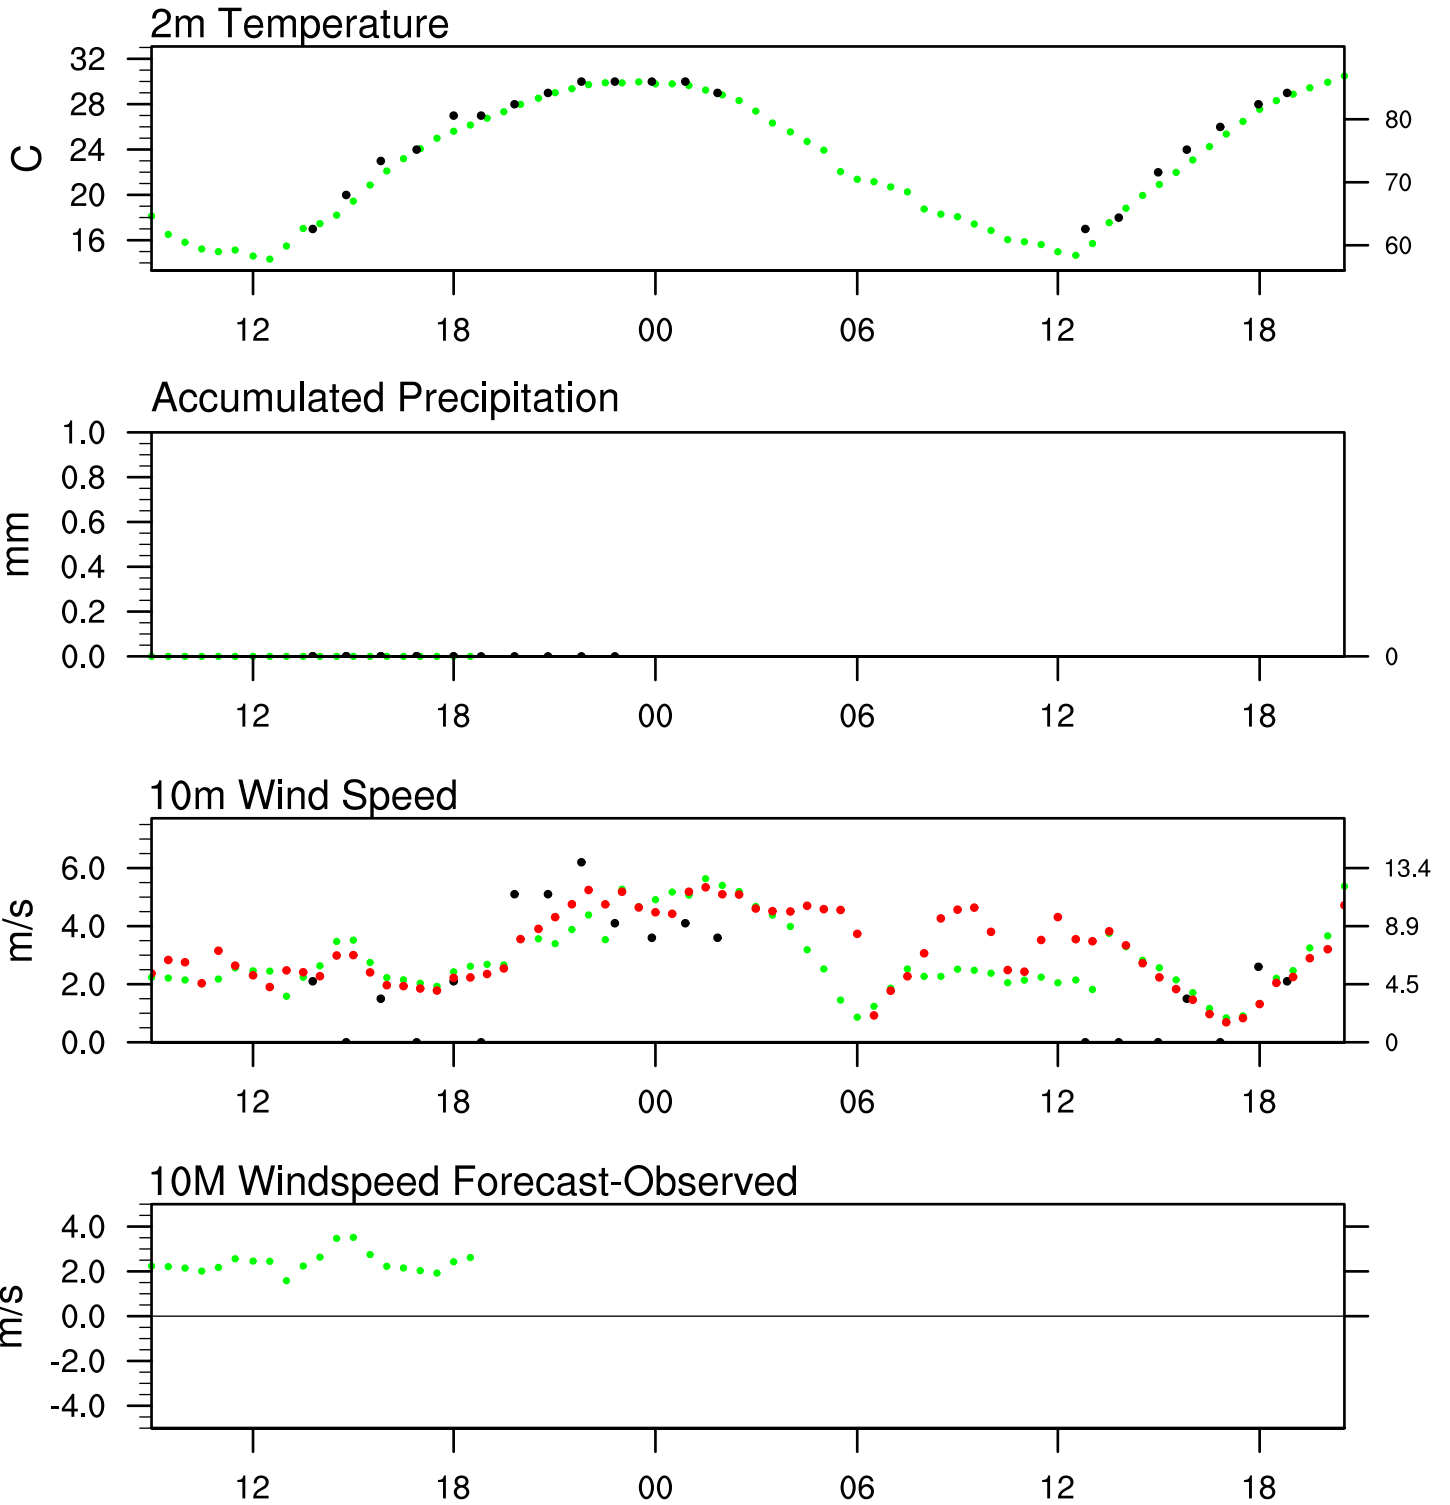 2m Temperature
32
28
24
20
16
C
80
70
60
12 18 00 06 12 18
Accumulated Precipitation
1.0
0.8
0.6
0.4
0.2
0.0
mm
0
12 18 00 06 12 18
10m Wind Speed
6.0
4.0
2.0
0.0
m/s
13.4
8.9
4.5
0
12 18 00 06 12 18
10M Windspeed Forecast-Observed
4.0
2.0
0.0
-2.0
-4.0
m/s
12 18 00 06 12 18